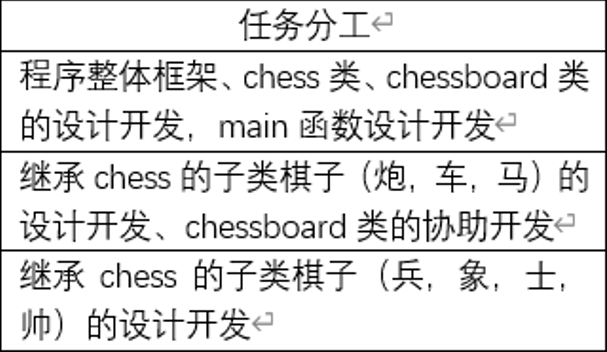 任务分工
程序整体框架、chess 类、chessboard 类
的设计开发，main 函数设计开发
继承 chess 的子类棋子（炮，车，马）的
设计开发、chessboard 类的协助开发
继承 chess 的子类棋子（兵，象，士，
帅）的设计开发